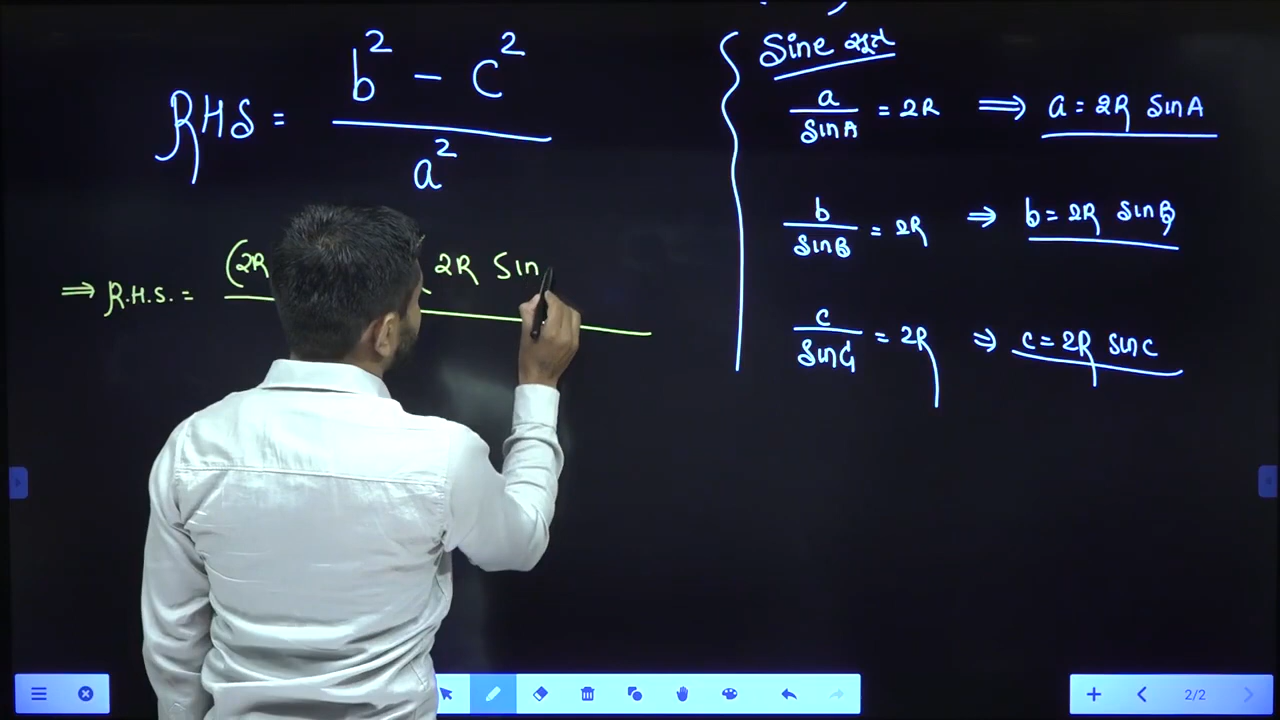 RHS = b² - c² / a²
⇒ R.H.S. = (2R 2R Sin
Sine सूत्र
a / sinA = 2R ⇒ a = 2R sinA
b / sinB = 2R ⇒ b = 2R sinB
c / sinC = 2R ⇒ c = 2R sinC
2/2